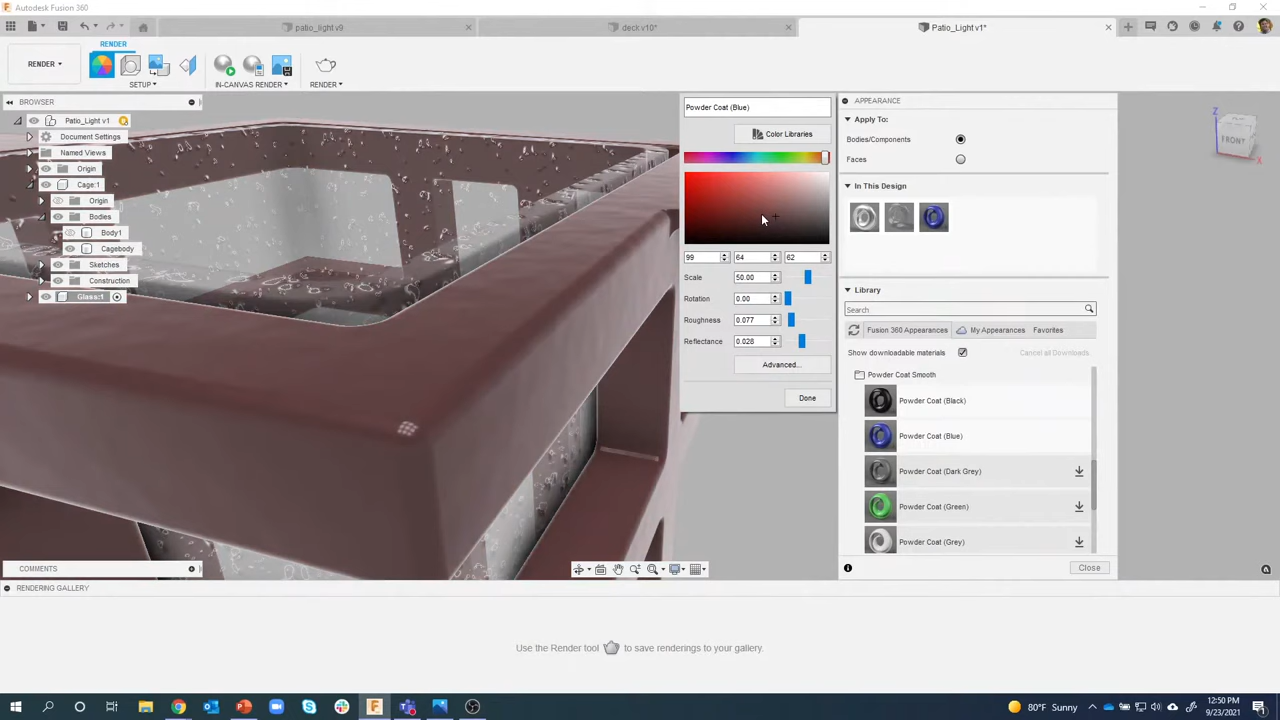 Autodesk Fusion 360
patio_light v9
deck v10*
Patio_Light v1*
RENDER
RENDER
SETUP
IN-CANVAS RENDER
RENDER
BROWSER
Patio_Light v1
Document Settings
Named Views
Origin
Cage:1
Origin
Bodies
Body1
Cagebody
Sketches
Construction
Glass:1
Powder Coat (Blue)
Color Libraries
99 64 62
Scale 50.00
Rotation 0.00
Roughness 0.077
Reflectance 0.028
Advanced...
Done
APPEARANCE
Apply To:
Bodies/Components
Faces
In This Design
Library
Search
Fusion 360 Appearances My Appearances Favorites
Show downloadable materials Cancel all Downloads
Powder Coat Smooth
Powder Coat (Black)
Powder Coat (Blue)
Powder Coat (Dark Grey)
Powder Coat (Green)
Powder Coat (Grey)
Close
Z
FRONT
X
COMMENTS
RENDERING GALLERY
Use the Render tool to save renderings to your gallery.
80°F Sunny
12:50 PM
9/23/2021